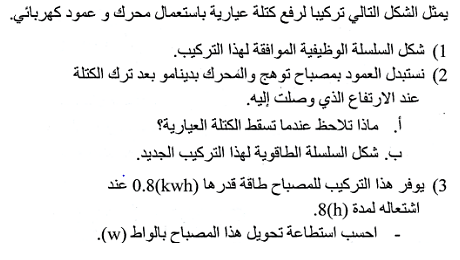 يمثل الشكل التالي تركيبا لرفع كتلة عيارية باستعمال محرك و عمود كهربائي.
1) شكل السلسلة الوظيفية الموافقة لهذا التركيب.
2) نستبدل العمود بمصباح توهج والمحرك بدينامو بعد ترك الكتلة
عند الارتفاع الذي وصلت إليه.
أ. ماذا تلاحظ عندما تسقط الكتلة العيارية؟
ب. شكل السلسلة الطاقوية لهذا التركيب الجديد.
3) يوفر هذا التركيب للمصباح طاقة قدرها 0.8(kwh) عند
اشتعاله لمدة 8(h).
- احسب استطاعة تحويل هذا المصباح بالواط (w).